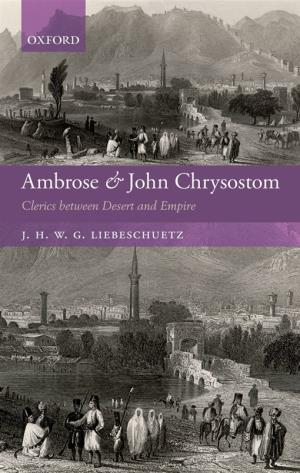 OXFORD
Ambrose & John Chrysostom
Clerics between Desert and Empire
J. H. W. G. LIEBESCHUETZ